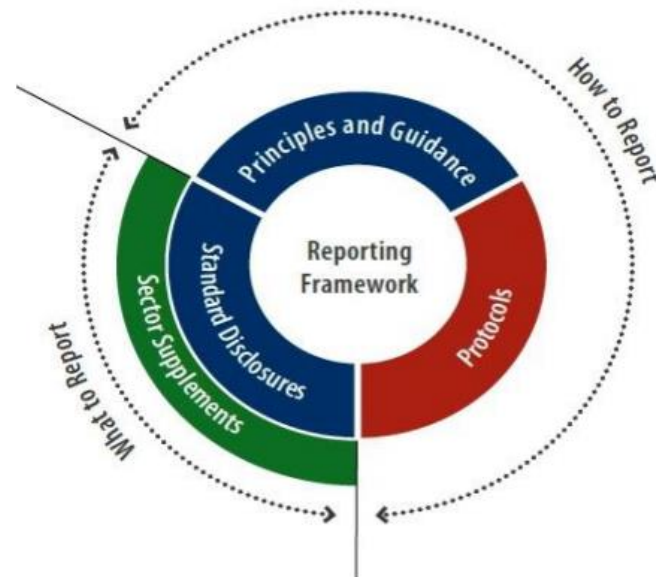 How to Report
Principles and Guidance
Reporting
Framework
Standard Disclosures
Sector Supplements
Protocols
What to Report